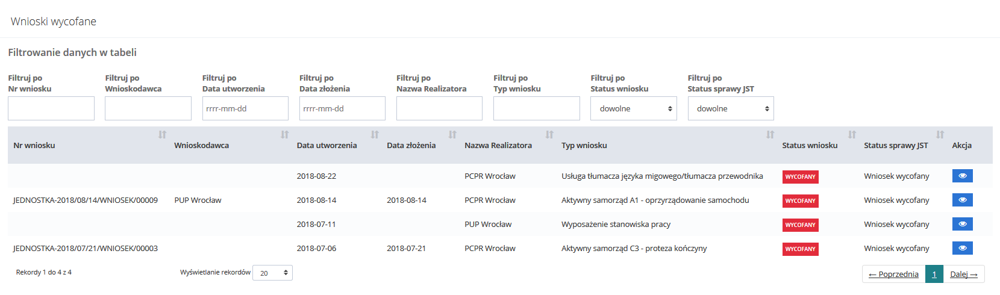 Wnioski wycofane
Filtrowanie danych w tabeli
Filtruj po Nr wniosku
Filtruj po Wnioskodawca
Filtruj po Data utworzenia
Filtruj po Data złożenia
Filtruj po Nazwa Realizatora
Filtruj po Typ wniosku
Filtruj po Status wniosku
Filtruj po Status sprawy JST
rrrr-mm-dd rrrr-mm-dd dowolne dowolne
Nr wniosku Wnioskodawca Data utworzenia Data złożenia Nazwa Realizatora Typ wniosku Status wniosku Status sprawy JST Akcja
2018-08-22 PCPR Wrocław Usługa tłumacza języka migowego/tłumacza przewodnika WYCOFANY Wniosek wycofany
JEDNOSTKA-2018/08/14/WNIOSEK/00009 PUP Wrocław 2018-08-14 2018-08-14 PCPR Wrocław Aktywny samorząd A1 - oprzyrządowanie samochodu WYCOFANY Wniosek wycofany
2018-07-11 PUP Wrocław Wyposażenie stanowiska pracy WYCOFANY Wniosek wycofany
JEDNOSTKA-2018/07/21/WNIOSEK/00003 2018-07-06 2018-07-21 PCPR Wrocław Aktywny samorząd C3 - proteza kończyny WYCOFANY Wniosek wycofany
Rekordy 1 do 4 z 4 Wyświetlanie rekordów 20 ← Poprzednia 1 Dalej →